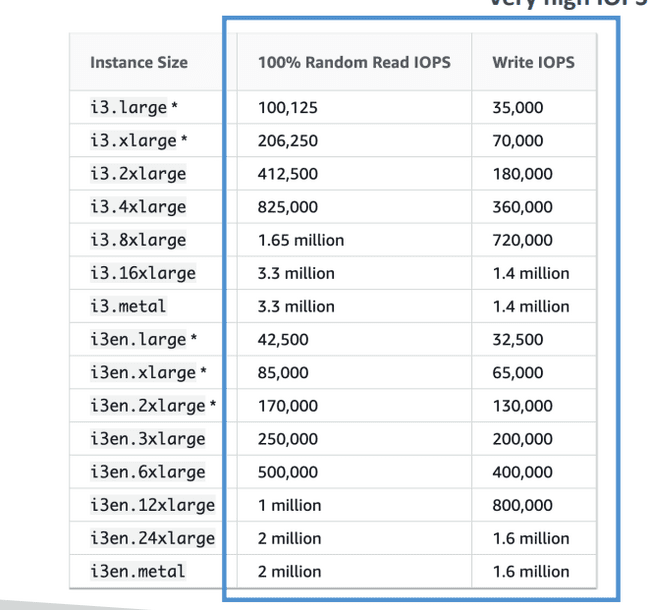 Very high IOPS
Instance Size 100% Random Read IOPS Write IOPS
i3.large * 100,125 35,000
i3.xlarge * 206,250 70,000
i3.2xlarge 412,500 180,000
i3.4xlarge 825,000 360,000
i3.8xlarge 1.65 million 720,000
i3.16xlarge 3.3 million 1.4 million
i3.metal 3.3 million 1.4 million
i3en.large * 42,500 32,500
i3en.xlarge * 85,000 65,000
i3en.2xlarge * 170,000 130,000
i3en.3xlarge 250,000 200,000
i3en.6xlarge 500,000 400,000
i3en.12xlarge 1 million 800,000
i3en.24xlarge 2 million 1.6 million
i3en.metal 2 million 1.6 million